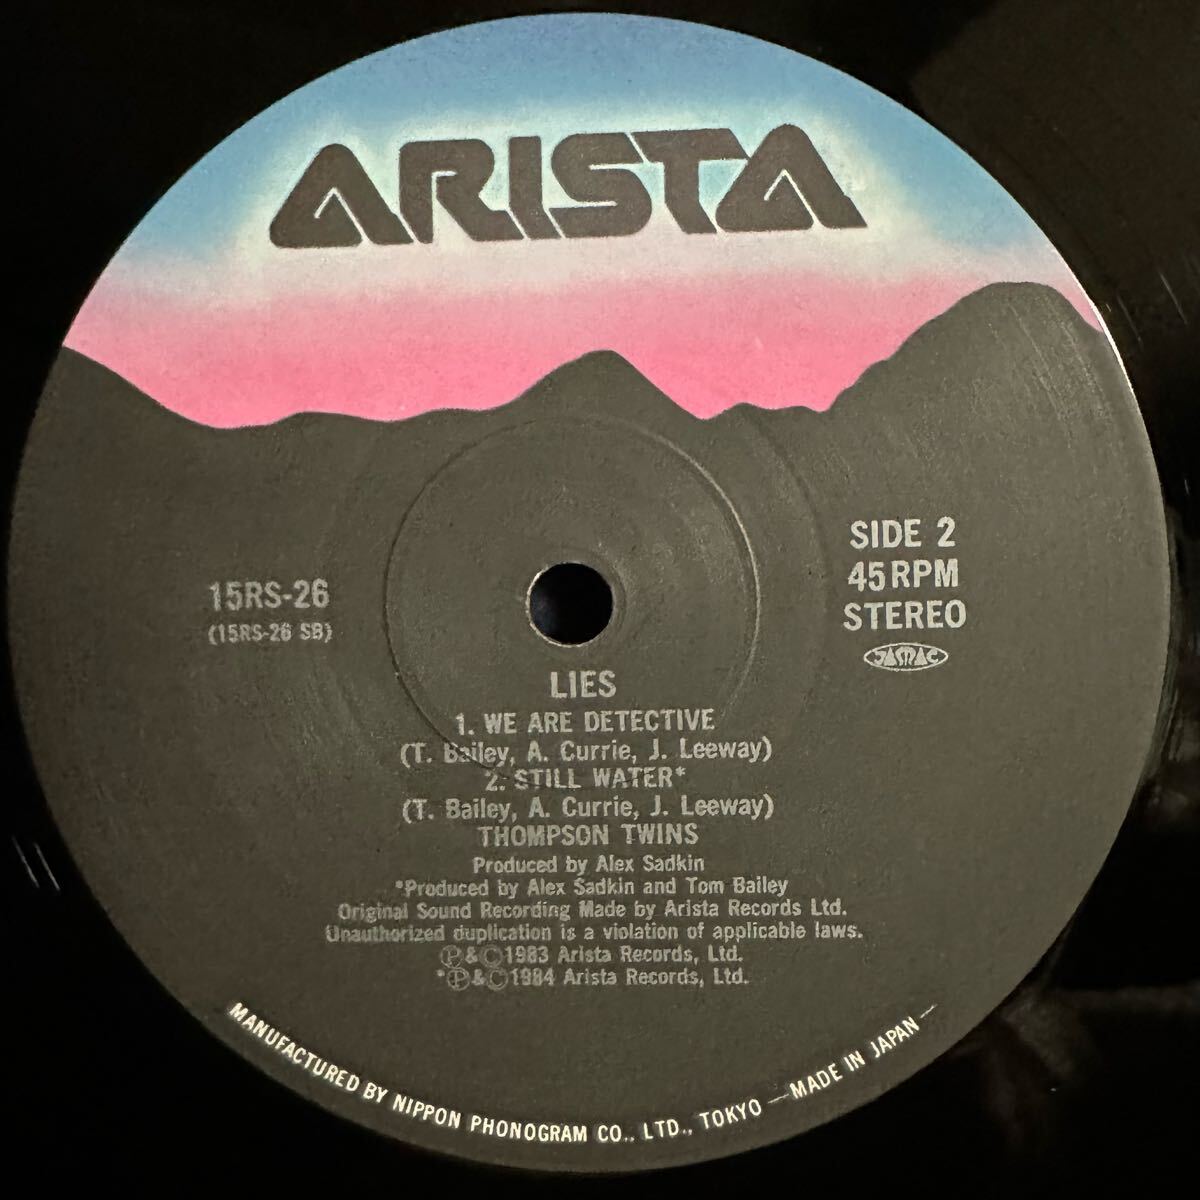 ARISTA
SIDE 2
45 RPM
STEREO
JASRAC
15RS-26
(15RS-26 SB)
LIES
1. WE ARE DETECTIVE
(T. Bailey, A. Currie, J. Leeway)
2. STILL WATER*
(T. Bailey, A. Currie, J. Leeway)
THOMPSON TWINS
Produced by Alex Sadkin
*Produced by Alex Sadkin and Tom Bailey
Original Sound Recording Made by Arista Records Ltd.
Unauthorized duplication is a violation of applicable laws.
Ⓟ&©1983 Arista Records, Ltd.
*Ⓟ&©1984 Arista Records, Ltd.
MANUFACTURED BY NIPPON PHONOGRAM CO., LTD., TOKYO —MADE IN JAPAN—